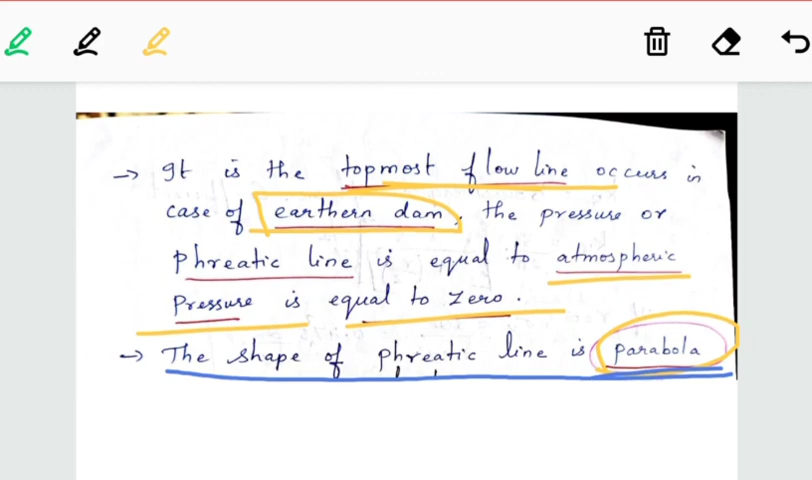 → It is the topmost flow line occurs in
case of earthern dam. the pressure or
phreatic line is equal to atmospheric
pressure is equal to zero.
→ The shape of phreatic line is parabola